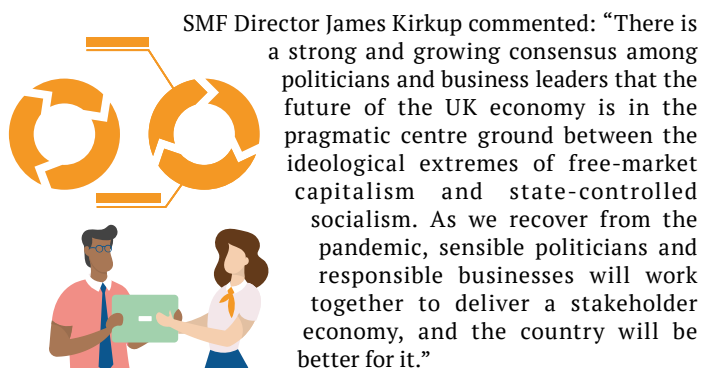 SMF Director James Kirkup commented: “There is
a strong and growing consensus among
politicians and business leaders that the
future of the UK economy is in the
pragmatic centre ground between the
ideological extremes of free-market
capitalism and state-controlled
socialism. As we recover from the
pandemic, sensible politicians and
responsible businesses will work
together to deliver a stakeholder
economy, and the country will be
better for it.”